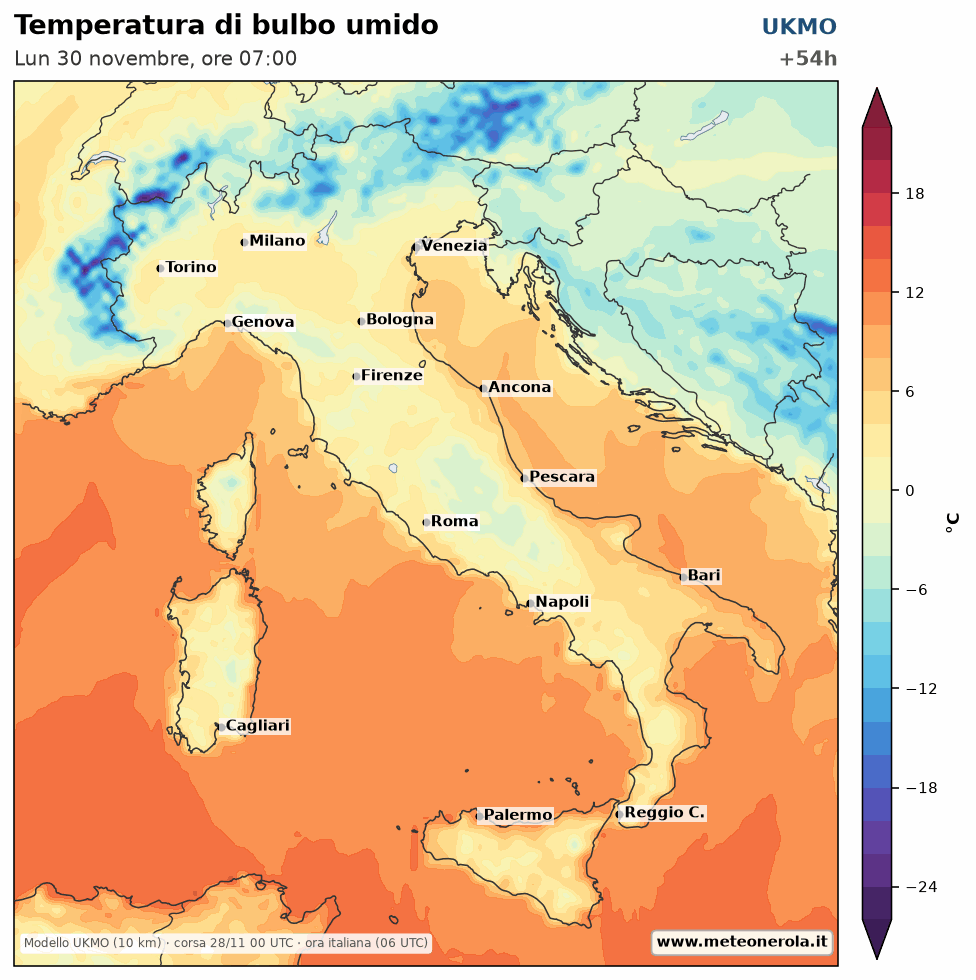 Temperatura di bulbo umido
UKMO
Lun 30 novembre, ore 07:00
+54h
Milano
Venezia
Torino
Genova
Bologna
Firenze
Ancona
Pescara
Roma
Bari
Napoli
Cagliari
Palermo
Reggio C.
18
12
6
0
−6
−12
−18
−24
°C
Modello UKMO (10 km) · corsa 28/11 00 UTC · ora italiana (06 UTC)
www.meteonerola.it